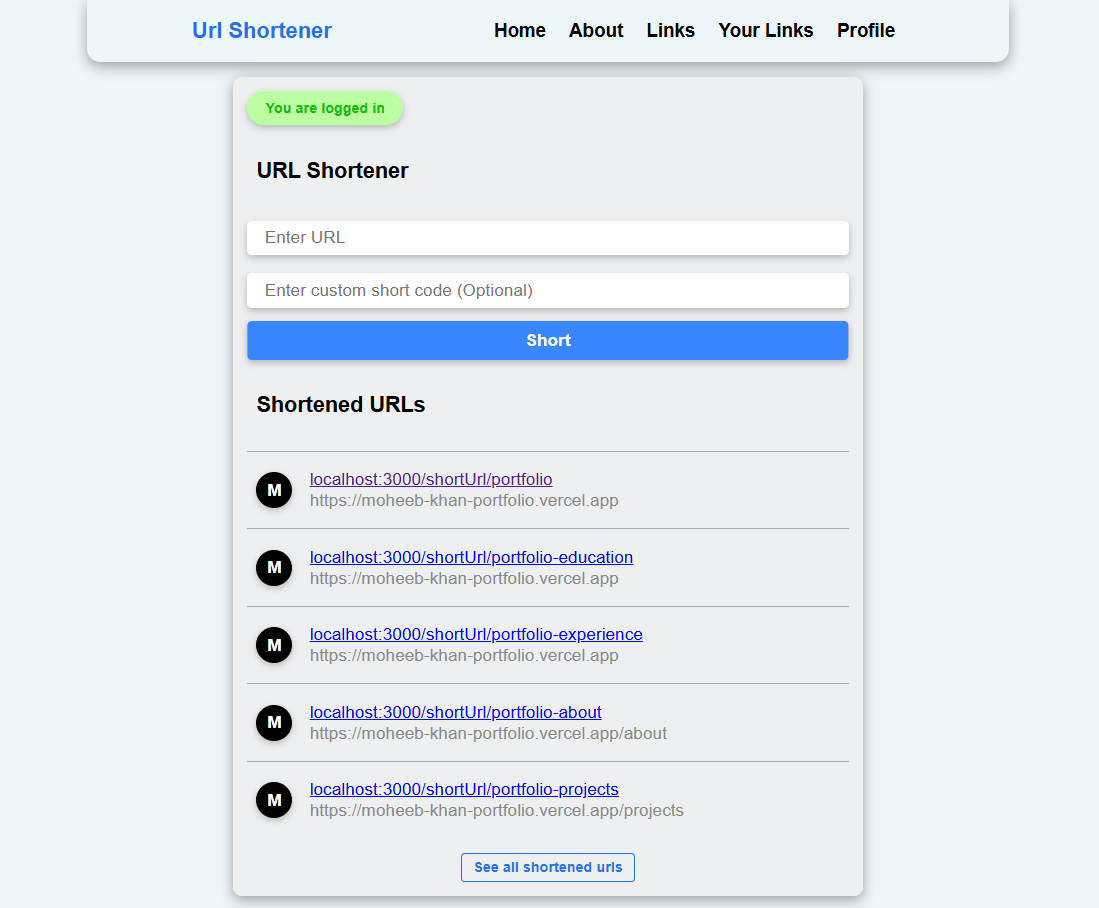 Url Shortener Home About Links Your Links Profile
You are logged in
URL Shortener
Enter URL
Enter custom short code (Optional)
Short
Shortened URLs
M
localhost:3000/shortUrl/portfolio
https://moheeb-khan-portfolio.vercel.app
M
localhost:3000/shortUrl/portfolio-education
https://moheeb-khan-portfolio.vercel.app
M
localhost:3000/shortUrl/portfolio-experience
https://moheeb-khan-portfolio.vercel.app
M
localhost:3000/shortUrl/portfolio-about
https://moheeb-khan-portfolio.vercel.app/about
M
localhost:3000/shortUrl/portfolio-projects
https://moheeb-khan-portfolio.vercel.app/projects
See all shortened urls